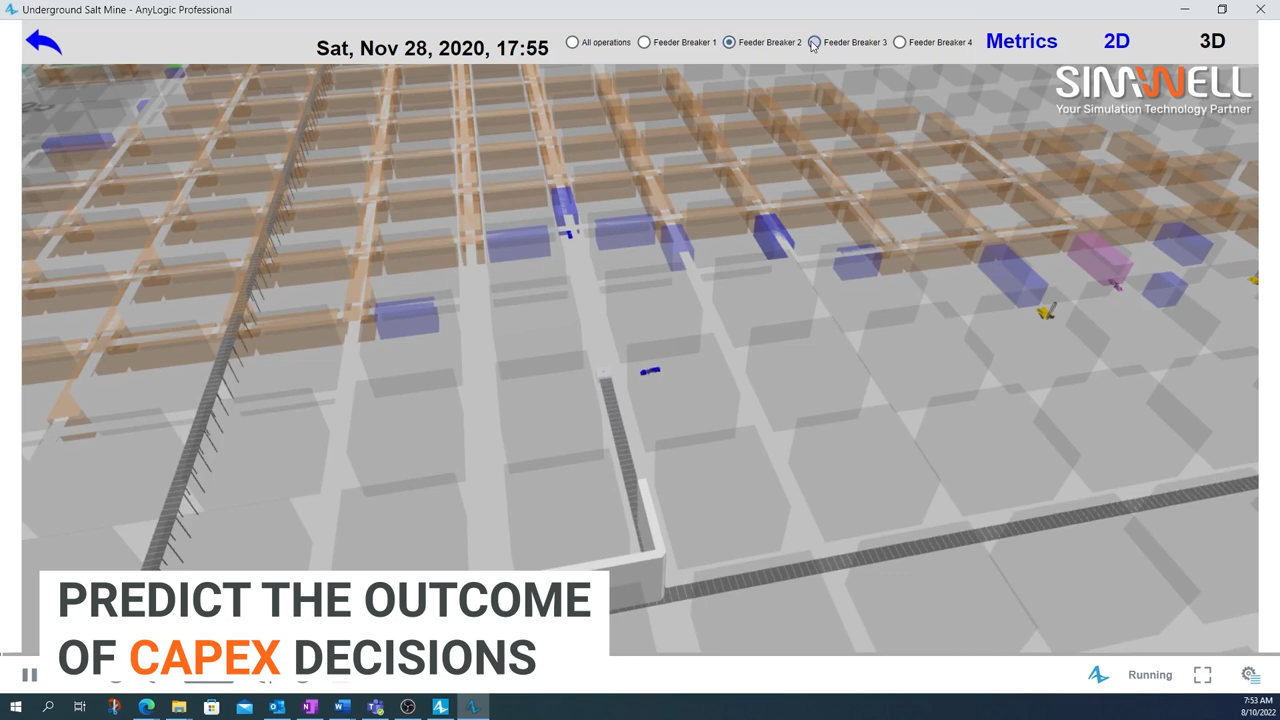 Underground Salt Mine - AnyLogic Professional
Sat, Nov 28, 2020, 17:55
All operations Feeder Breaker 1 Feeder Breaker 2 Feeder Breaker 3 Feeder Breaker 4
Metrics 2D 3D
SIMWELL
Your Simulation Technology Partner
PREDICT THE OUTCOME
OF CAPEX DECISIONS
Running
7:53 AM
8/10/2022